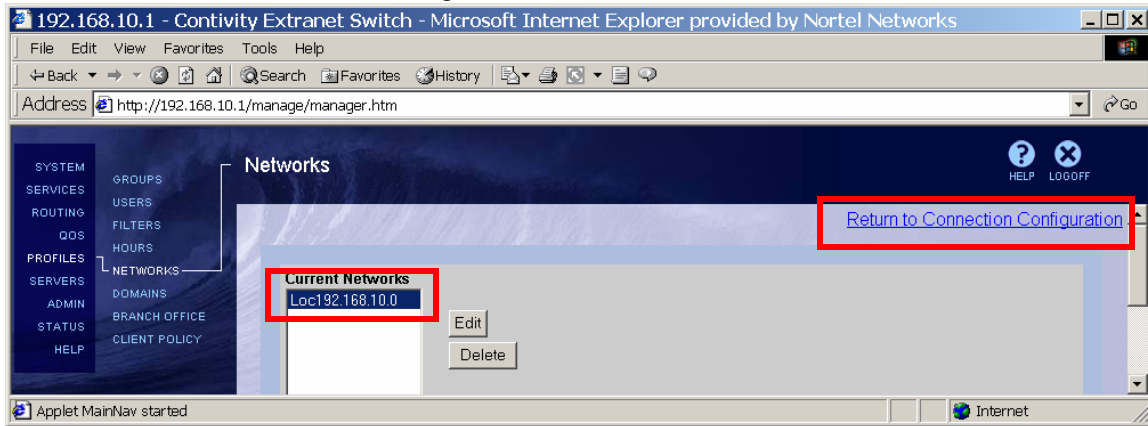 192.168.10.1 - Contivity Extranet Switch - Microsoft Internet Explorer provided by Nortel Networks
File Edit View Favorites Tools Help
Back Search Favorites History
Address http://192.168.10.1/manage/manager.htm Go
Networks
HELP LOGOFF
SYSTEM
SERVICES
ROUTING
QOS
PROFILES
SERVERS
ADMIN
STATUS
HELP
GROUPS
USERS
FILTERS
HOURS
NETWORKS
DOMAINS
BRANCH OFFICE
CLIENT POLICY
Return to Connection Configuration
Current Networks
Loc192.168.10.0
Edit
Delete
Applet MainNav started Internet